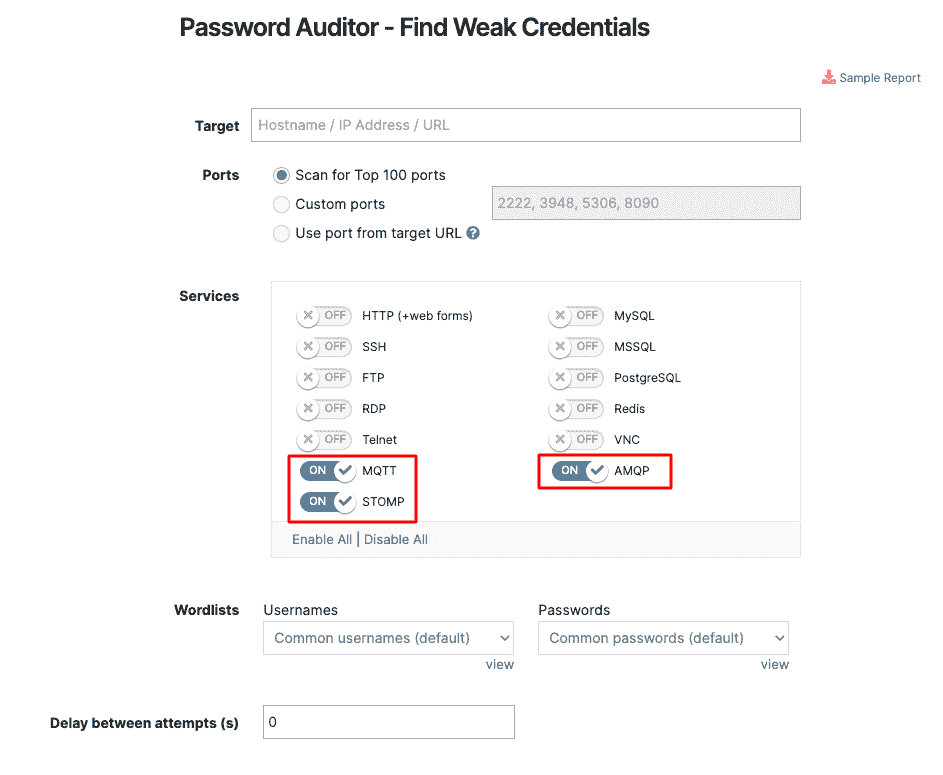 Password Auditor - Find Weak Credentials
Sample Report
Target
Hostname / IP Address / URL
Ports
Scan for Top 100 ports
Custom ports
2222, 3948, 5306, 8090
Use port from target URL ?
Services
OFF HTTP (+web forms)
OFF MySQL
OFF SSH
OFF MSSQL
OFF FTP
OFF PostgreSQL
OFF RDP
OFF Redis
OFF Telnet
OFF VNC
ON MQTT
ON AMQP
ON STOMP
Enable All | Disable All
Wordlists
Usernames
Passwords
Common usernames (default)
Common passwords (default)
view
view
Delay between attempts (s)
0